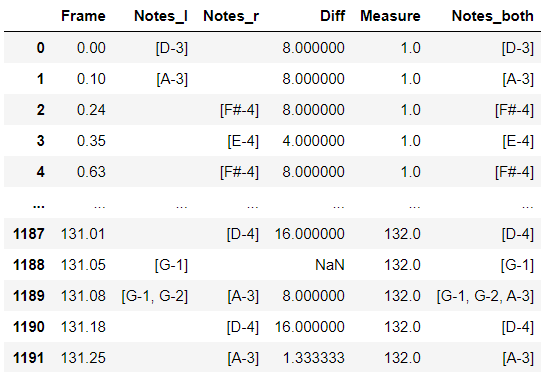 Frame Notes_l Notes_r Diff Measure Notes_both
0 0.00 [D-3] 8.000000 1.0 [D-3]
1 0.10 [A-3] 8.000000 1.0 [A-3]
2 0.24 [F#-4] 8.000000 1.0 [F#-4]
3 0.35 [E-4] 4.000000 1.0 [E-4]
4 0.63 [F#-4] 8.000000 1.0 [F#-4]
... ... ... ... ... ... ...
1187 131.01 [D-4] 16.000000 132.0 [D-4]
1188 131.05 [G-1] NaN 132.0 [G-1]
1189 131.08 [G-1, G-2] [A-3] 8.000000 132.0 [G-1, G-2, A-3]
1190 131.18 [D-4] 16.000000 132.0 [D-4]
1191 131.25 [A-3] 1.333333 132.0 [A-3]